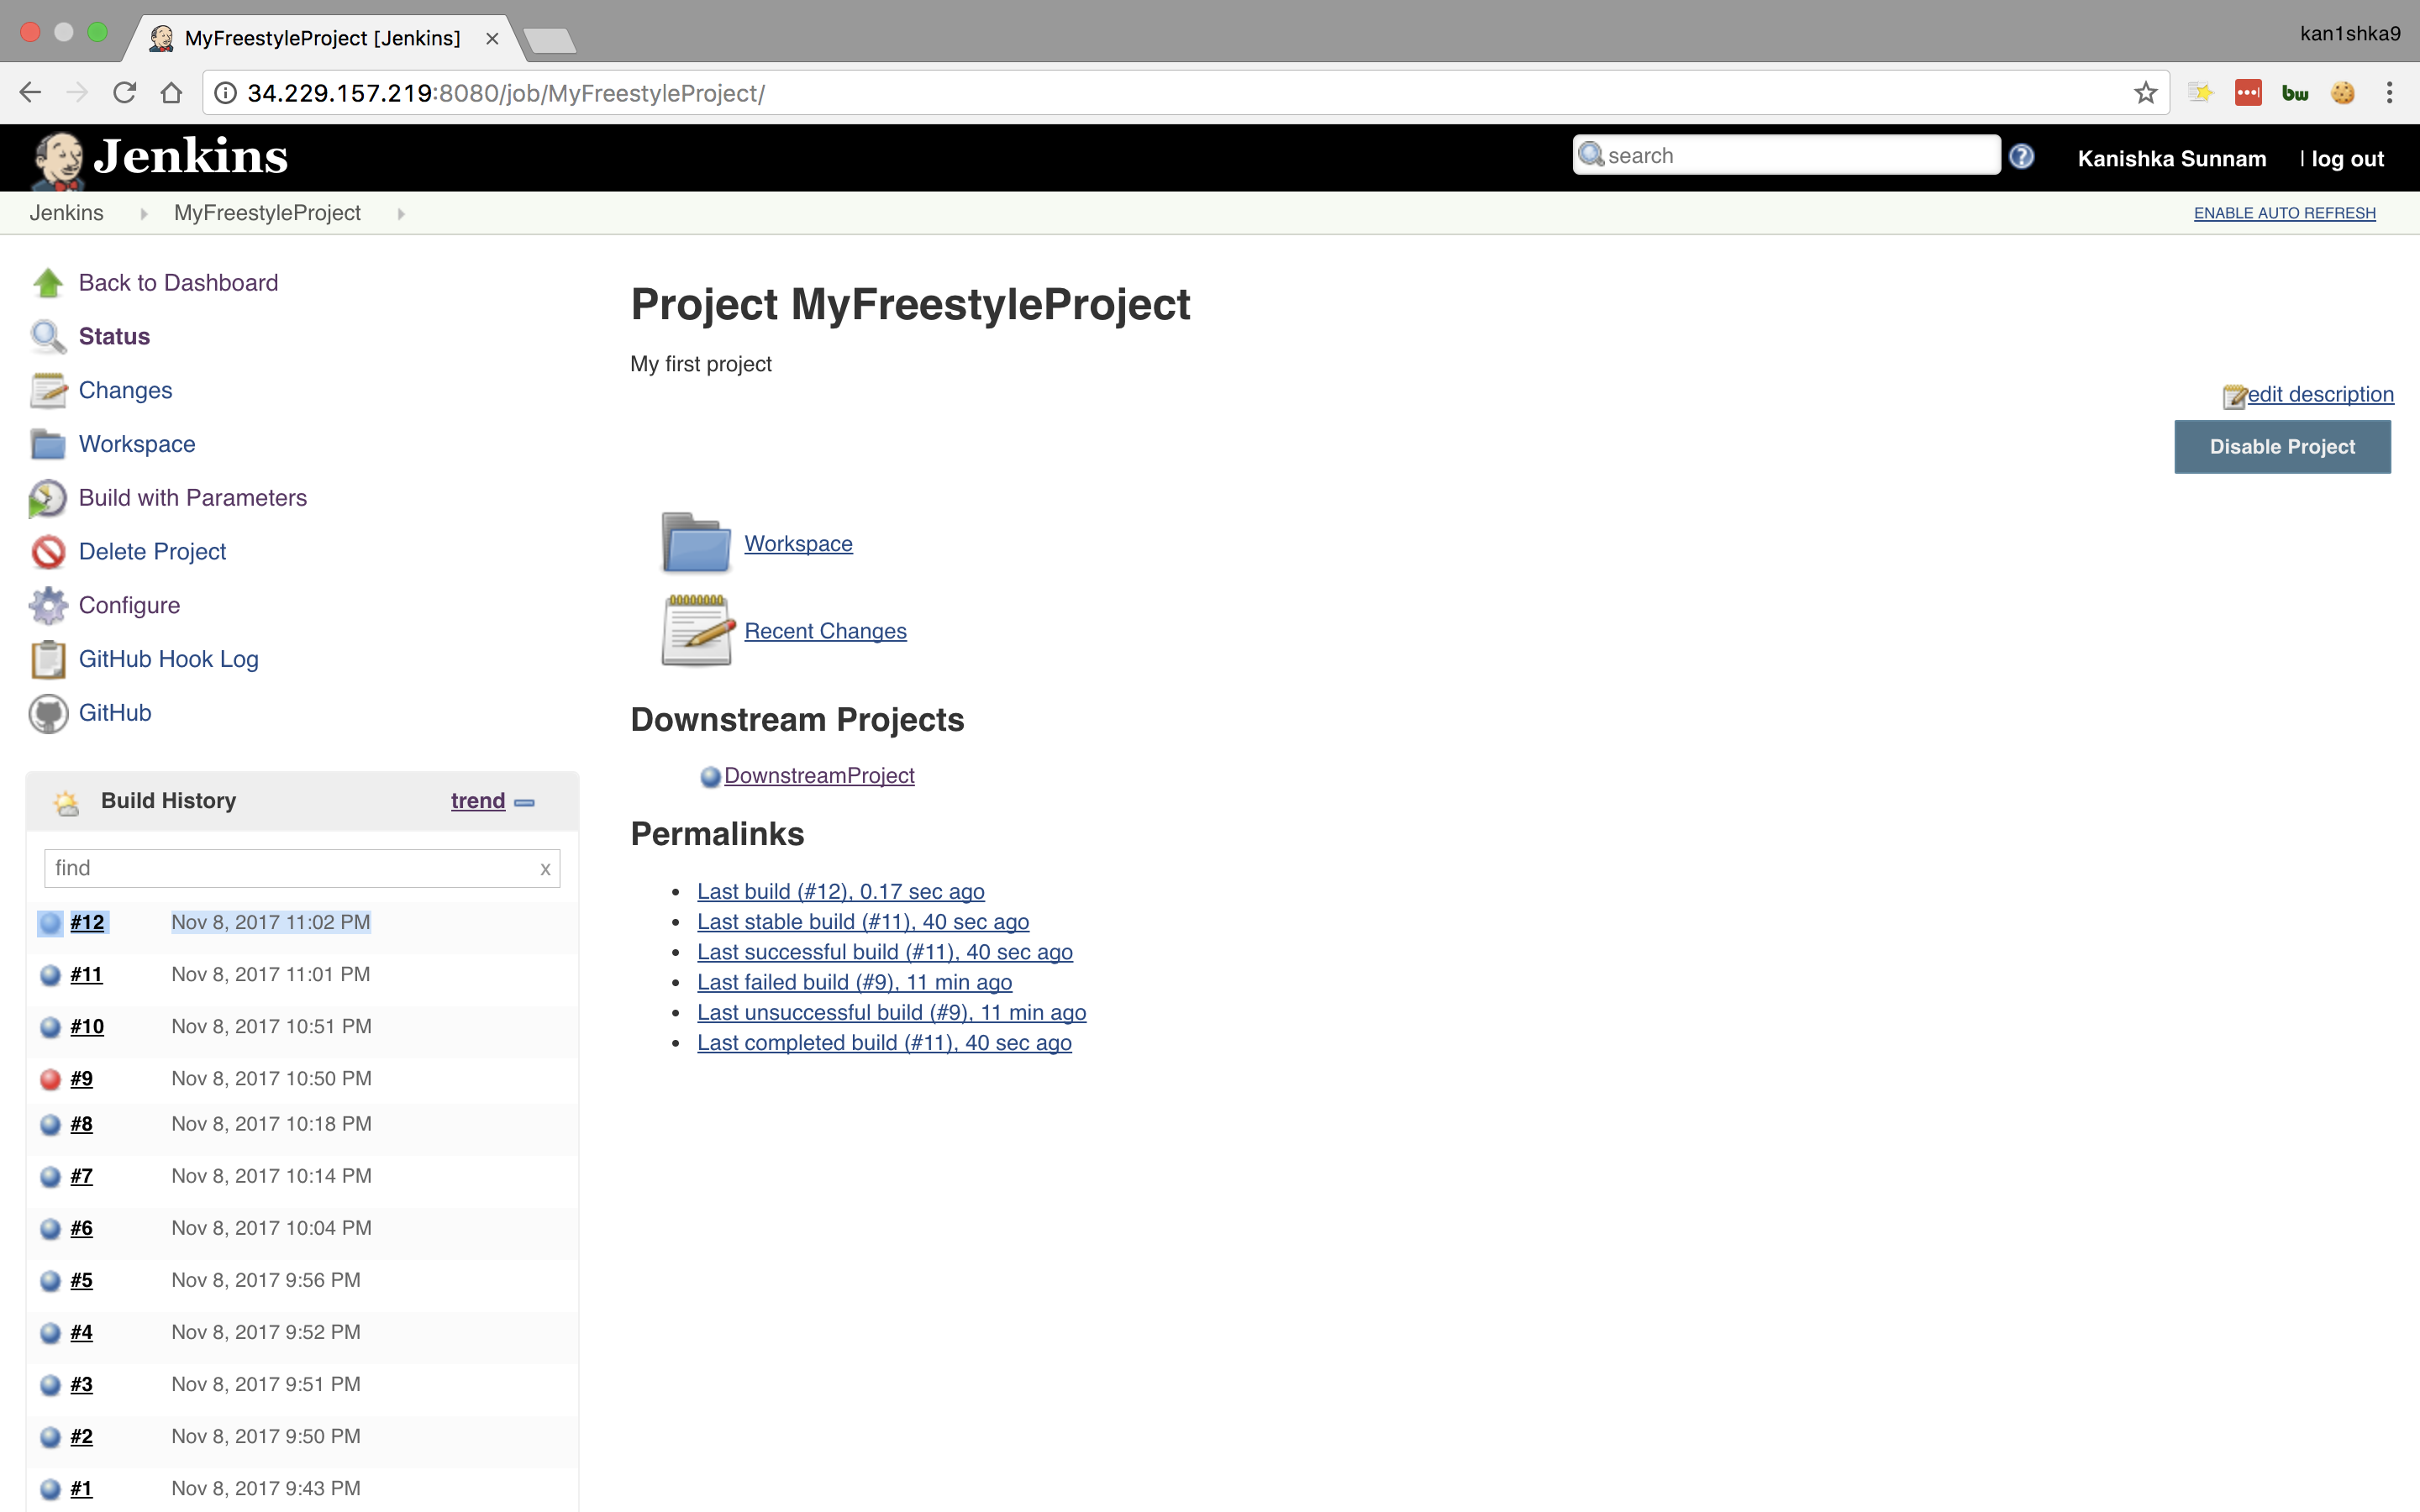 MyFreestyleProject [Jenkins]
kan1shka9
34.229.157.219:8080/job/MyFreestyleProject/
bw
Jenkins
search
Kanishka Sunnam
| log out
Jenkins
MyFreestyleProject
ENABLE AUTO REFRESH
Back to Dashboard
Status
Changes
Workspace
Build with Parameters
Delete Project
Configure
GitHub Hook Log
GitHub
Project MyFreestyleProject
My first project
edit description
Disable Project
Workspace
Recent Changes
Downstream Projects
DownstreamProject
Permalinks
Last build (#12), 0.17 sec ago
Last stable build (#11), 40 sec ago
Last successful build (#11), 40 sec ago
Last failed build (#9), 11 min ago
Last unsuccessful build (#9), 11 min ago
Last completed build (#11), 40 sec ago
Build History
trend
find x
#12 Nov 8, 2017 11:02 PM
#11 Nov 8, 2017 11:01 PM
#10 Nov 8, 2017 10:51 PM
#9 Nov 8, 2017 10:50 PM
#8 Nov 8, 2017 10:18 PM
#7 Nov 8, 2017 10:14 PM
#6 Nov 8, 2017 10:04 PM
#5 Nov 8, 2017 9:56 PM
#4 Nov 8, 2017 9:52 PM
#3 Nov 8, 2017 9:51 PM
#2 Nov 8, 2017 9:50 PM
#1 Nov 8, 2017 9:43 PM